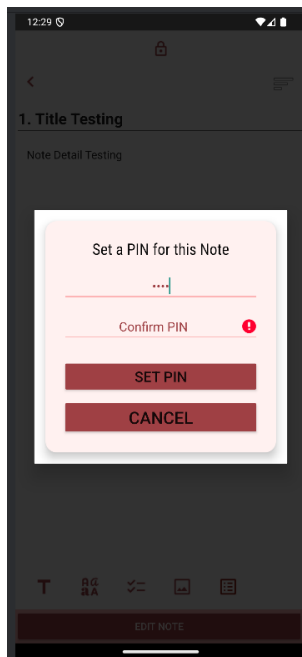 12:29
1. Title Testing
Note Detail Testing
Set a PIN for this Note
••••
Confirm PIN
SET PIN
CANCEL
EDIT NOTE